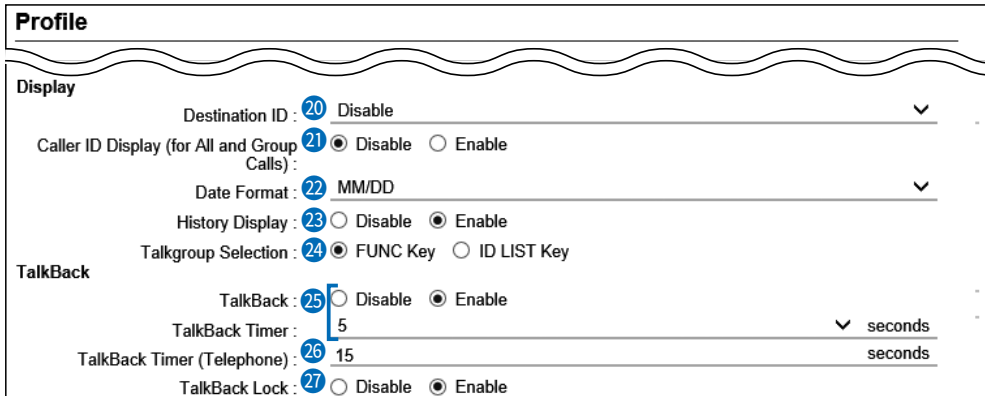 Profile
Display
Destination ID : 20 Disable
Caller ID Display (for All and Group Calls) : 21 Disable Enable
Date Format : 22 MM/DD
History Display : 23 Disable Enable
Talkgroup Selection : 24 FUNC Key ID LIST Key
TalkBack
TalkBack : 25 Disable Enable
TalkBack Timer : 5 seconds
TalkBack Timer (Telephone) : 26 15 seconds
TalkBack Lock : 27 Disable Enable